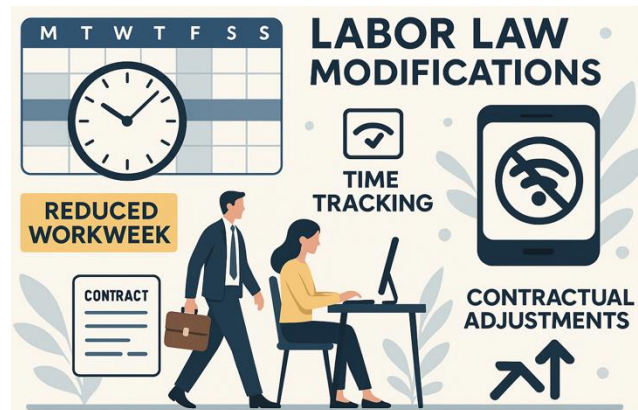 M T W T F S S
LABOR LAW
MODIFICATIONS
TIME
TRACKING
REDUCED
WORKWEEK
CONTRACT
CONTRACTUAL
ADJUSTMENTS